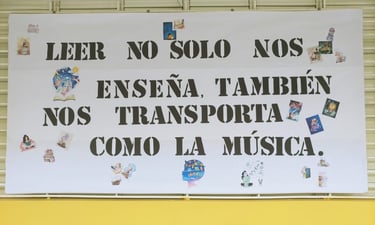 LEER NO SOLO NOS
ENSEÑA, TAMBIÉN
NOS TRANSPORTA
COMO LA MÚSICA.